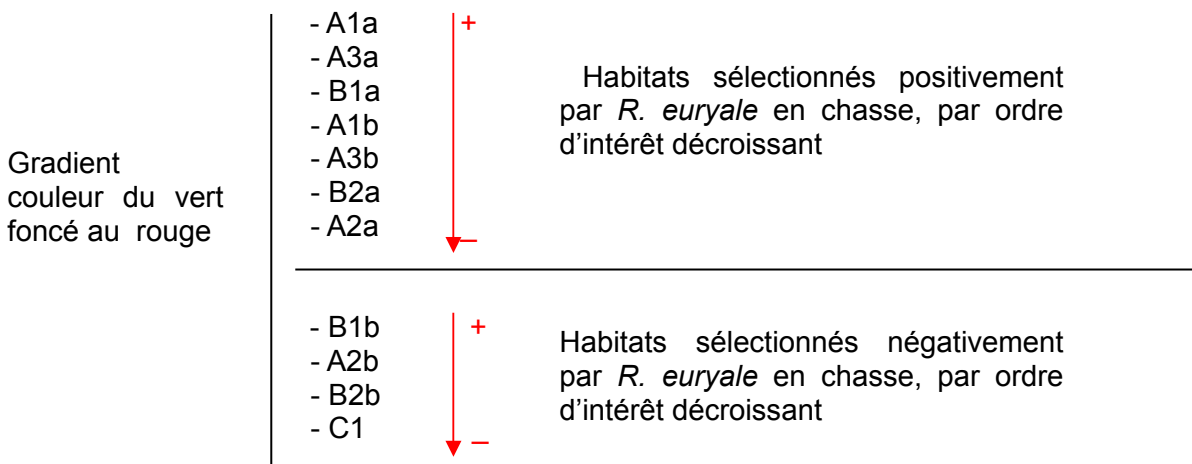 Gradient
couleur du vert
foncé au rouge
- A1a
- A3a
- B1a
- A1b
- A3b
- B2a
- A2a
+
–
Habitats sélectionnés positivement
par R. euryale en chasse, par ordre
d'intérêt décroissant
- B1b
- A2b
- B2b
- C1
+
–
Habitats sélectionnés négativement
par R. euryale en chasse, par ordre
d'intérêt décroissant